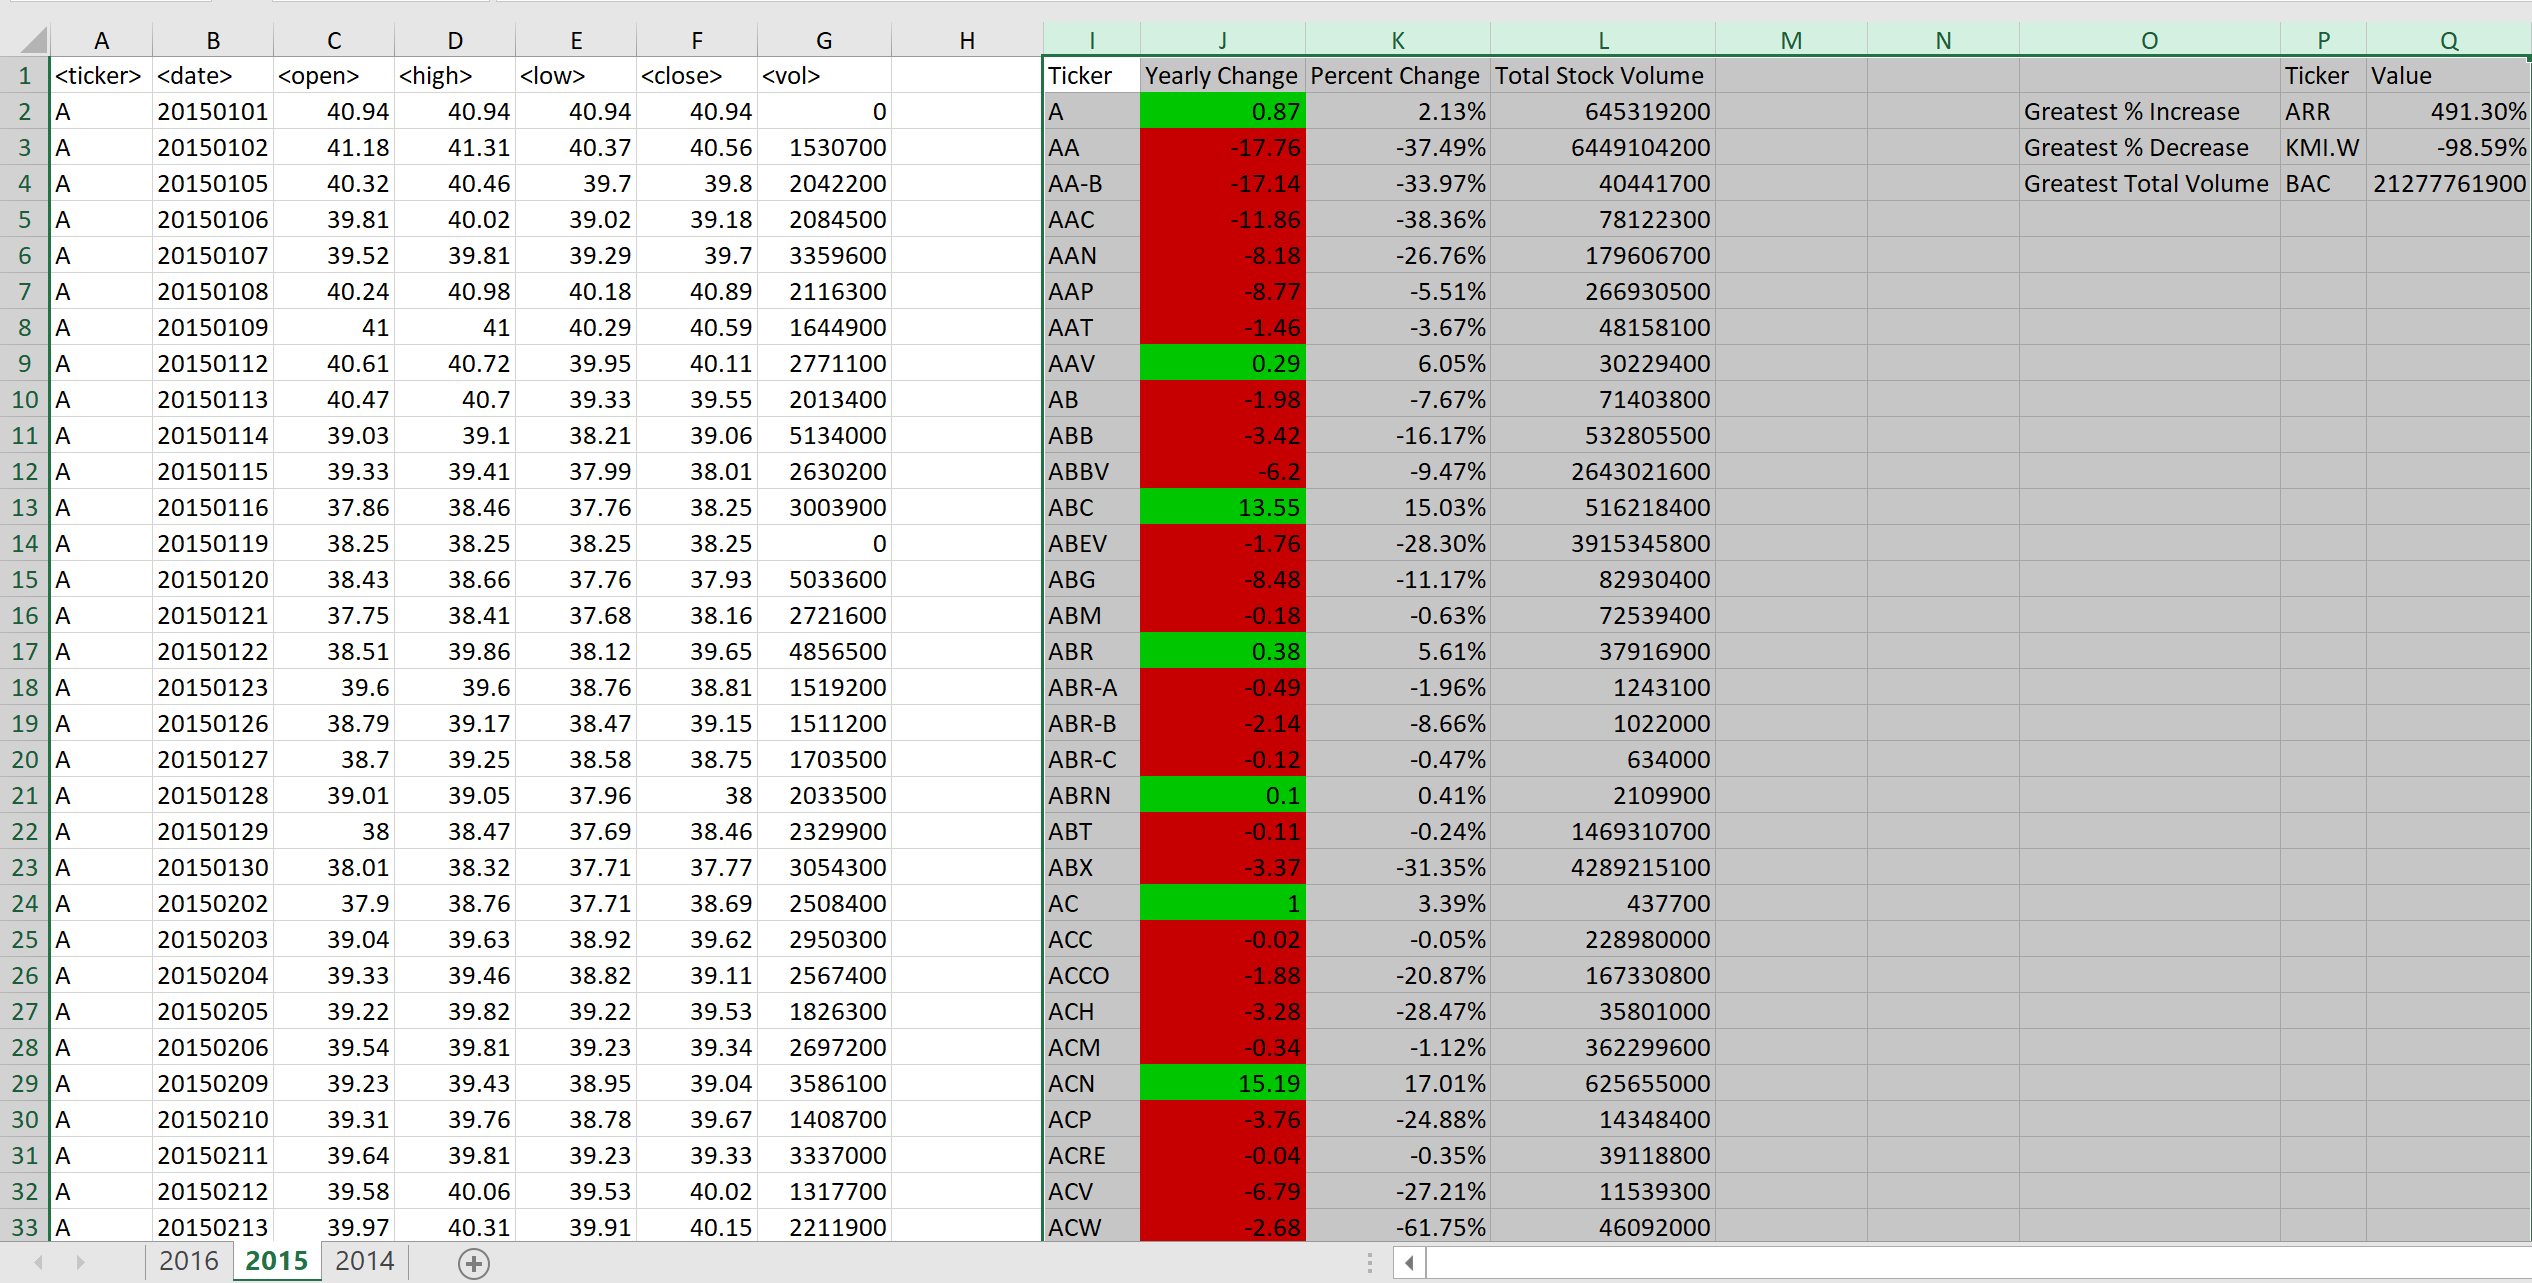 A B C D E F G H I J K L M N O P Q
1 <ticker> <date> <open> <high> <low> <close> <vol> Ticker Yearly Change Percent Change Total Stock Volume Ticker Value
2 A 20150101 40.94 40.94 40.94 40.94 0 A 0.87 2.13% 645319200 Greatest % Increase ARR 491.30%
3 A 20150102 41.18 41.31 40.37 40.56 1530700 AA -17.76 -37.49% 6449104200 Greatest % Decrease KMI.W -98.59%
4 A 20150105 40.32 40.46 39.7 39.8 2042200 AA-B -17.14 -33.97% 40441700 Greatest Total Volume BAC 21277761900
5 A 20150106 39.81 40.02 39.02 39.18 2084500 AAC -11.86 -38.36% 78122300
6 A 20150107 39.52 39.81 39.29 39.7 3359600 AAN -8.18 -26.76% 179606700
7 A 20150108 40.24 40.98 40.18 40.89 2116300 AAP -8.77 -5.51% 266930500
8 A 20150109 41 41 40.29 40.59 1644900 AAT -1.46 -3.67% 48158100
9 A 20150112 40.61 40.72 39.95 40.11 2771100 AAV 0.29 6.05% 30229400
10 A 20150113 40.47 40.7 39.33 39.55 2013400 AB -1.98 -7.67% 71403800
11 A 20150114 39.03 39.1 38.21 39.06 5134000 ABB -3.42 -16.17% 532805500
12 A 20150115 39.33 39.41 37.99 38.01 2630200 ABBV -6.2 -9.47% 2643021600
13 A 20150116 37.86 38.46 37.76 38.25 3003900 ABC 13.55 15.03% 516218400
14 A 20150119 38.25 38.25 38.25 38.25 0 ABEV -1.76 -28.30% 3915345800
15 A 20150120 38.43 38.66 37.76 37.93 5033600 ABG -8.48 -11.17% 82930400
16 A 20150121 37.75 38.41 37.68 38.16 2721600 ABM -0.18 -0.63% 72539400
17 A 20150122 38.51 39.86 38.12 39.65 4856500 ABR 0.38 5.61% 37916900
18 A 20150123 39.6 39.6 38.76 38.81 1519200 ABR-A -0.49 -1.96% 1243100
19 A 20150126 38.79 39.17 38.47 39.15 1511200 ABR-B -2.14 -8.66% 1022000
20 A 20150127 38.7 39.25 38.58 38.75 1703500 ABR-C -0.12 -0.47% 634000
21 A 20150128 39.01 39.05 37.96 38 2033500 ABRN 0.1 0.41% 2109900
22 A 20150129 38 38.47 37.69 38.46 2329900 ABT -0.11 -0.24% 1469310700
23 A 20150130 38.01 38.32 37.71 37.77 3054300 ABX -3.37 -31.35% 4289215100
24 A 20150202 37.9 38.76 37.71 38.69 2508400 AC 1 3.39% 437700
25 A 20150203 39.04 39.63 38.92 39.62 2950300 ACC -0.02 -0.05% 228980000
26 A 20150204 39.33 39.46 38.82 39.11 2567400 ACCO -1.88 -20.87% 167330800
27 A 20150205 39.22 39.82 39.22 39.53 1826300 ACH -3.28 -28.47% 35801000
28 A 20150206 39.54 39.81 39.23 39.34 2697200 ACM -0.34 -1.12% 362299600
29 A 20150209 39.23 39.43 38.95 39.04 3586100 ACN 15.19 17.01% 625655000
30 A 20150210 39.31 39.76 38.78 39.67 1408700 ACP -3.76 -24.88% 14348400
31 A 20150211 39.64 39.81 39.23 39.33 3337000 ACRE -0.04 -0.35% 39118800
32 A 20150212 39.58 40.06 39.53 40.02 1317700 ACV -6.79 -27.21% 11539300
33 A 20150213 39.97 40.31 39.91 40.15 2211900 ACW -2.68 -61.75% 46092000
2016 2015 2014